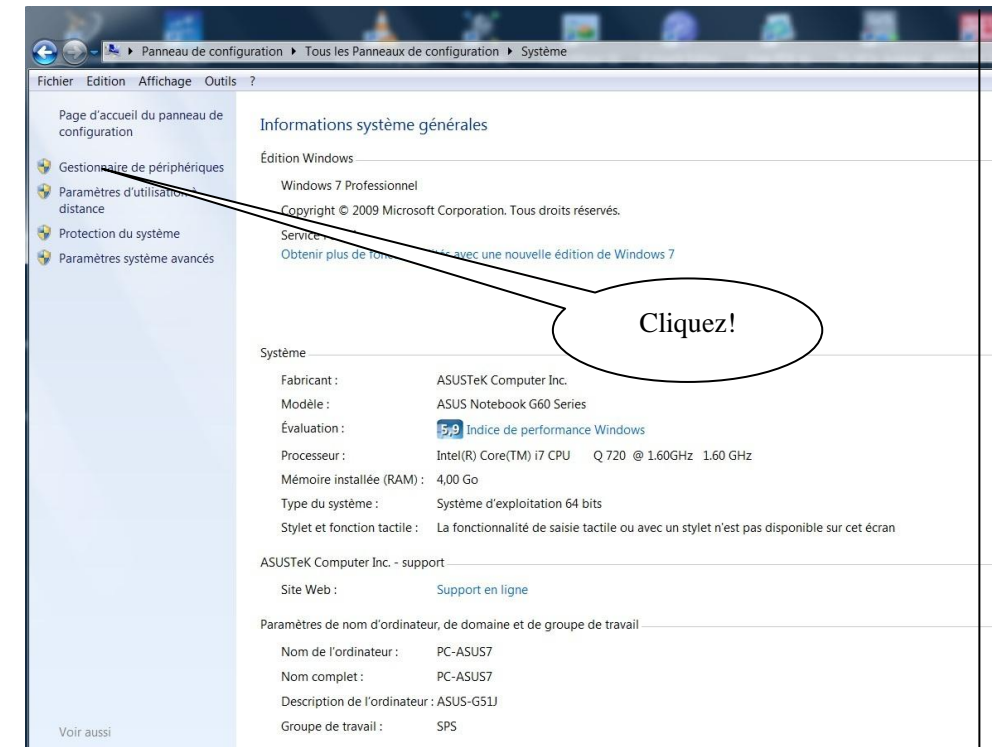 Panneau de configuration ▸ Tous les Panneaux de configuration ▸ Système
Fichier Edition Affichage Outils ?
Page d'accueil du panneau de
configuration
Gestionnaire de périphériques
Paramètres d'utilisation à
distance
Protection du système
Paramètres système avancés
Voir aussi
Informations système générales
Édition Windows
Windows 7 Professionnel
Copyright © 2009 Microsoft Corporation. Tous droits réservés.
Service
Obtenir plus de avec une nouvelle édition de Windows 7
Cliquez!
Système
Fabricant : ASUSTeK Computer Inc.
Modèle : ASUS Notebook G60 Series
Évaluation : 5,9 Indice de performance Windows
Processeur : Intel(R) Core(TM) i7 CPU Q 720 @ 1.60GHz 1.60 GHz
Mémoire installée (RAM) : 4,00 Go
Type du système : Système d'exploitation 64 bits
Stylet et fonction tactile : La fonctionnalité de saisie tactile ou avec un stylet n'est pas disponible sur cet écran
ASUSTeK Computer Inc. - support
Site Web : Support en ligne
Paramètres de nom d'ordinateur, de domaine et de groupe de travail
Nom de l'ordinateur : PC-ASUS7
Nom complet : PC-ASUS7
Description de l'ordinateur : ASUS-G51J
Groupe de travail : SPS